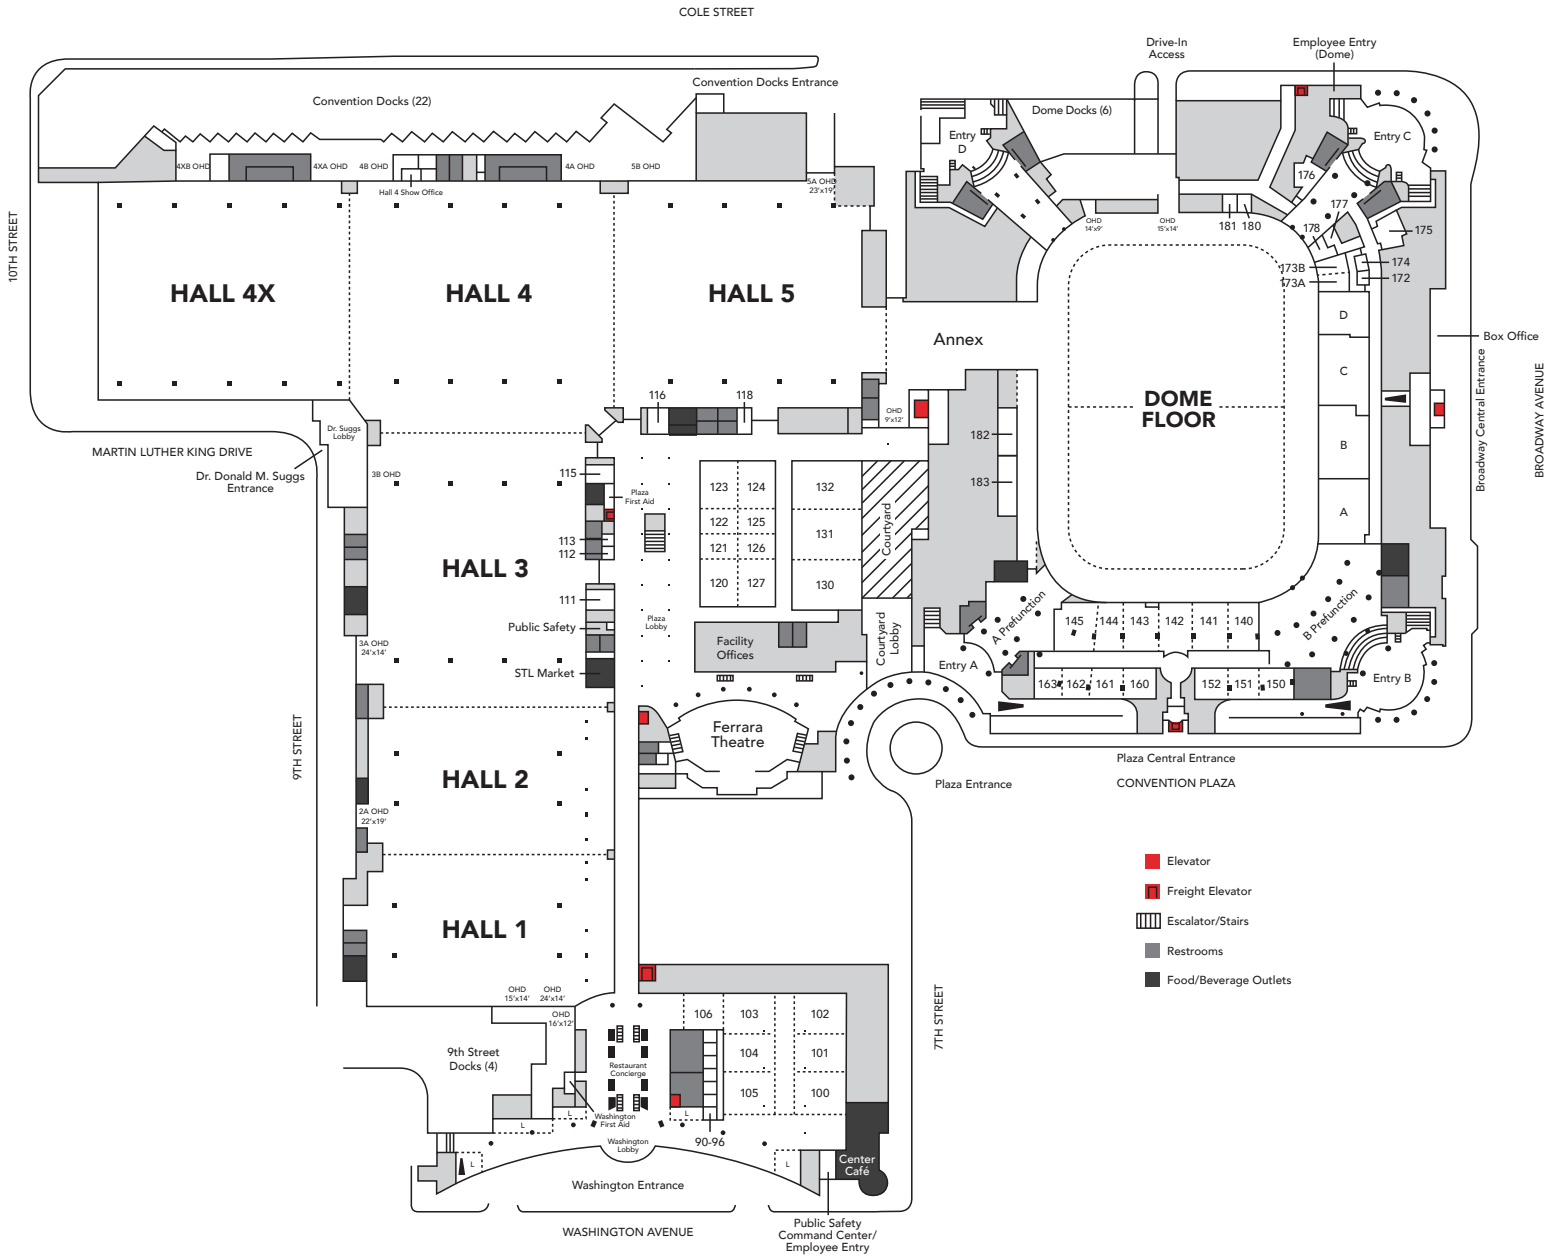 COLE STREET
Convention Docks (22)
Convention Docks Entrance
Drive-In
Access
Employee Entry
(Dome)
Dome Docks (6)
Entry
D
Entry C
4XB OHD
4XA OHD
4B OHD
Hall 4 Show Office
4A OHD
5B OHD
5A OHD
23'x19'
176
177
178
181
180
175
174
172
173B
173A
OHD
14'x9'
OHD
15'x14'
10TH STREET
HALL 4X
HALL 4
HALL 5
Annex
D
C
B
A
Box Office
Broadway Central Entrance
BROADWAY AVENUE
DOME
FLOOR
116
118
OHD
9'x12'
182
183
Dr. Suggs
Lobby
MARTIN LUTHER KING DRIVE
Dr. Donald M. Suggs
Entrance
3B OHD
115
Plaza
First Aid
113
112
111
Public Safety
STL Market
HALL 3
123
124
122
125
121
126
120
127
132
131
130
Courtyard
Courtyard
Lobby
Plaza
Lobby
Facility
Offices
3A OHD
24'x14'
A Prefunction
B Prefunction
145
144
143
142
141
140
163
162
161
160
152
151
150
Entry A
Entry B
Ferrara
Theatre
9TH STREET
HALL 2
2A OHD
22'x19'
Plaza Entrance
Plaza Central Entrance
CONVENTION PLAZA
Elevator
Freight Elevator
Escalator/Stairs
Restrooms
Food/Beverage Outlets
HALL 1
OHD
15'x14'
OHD
24'x14'
OHD
16'x12'
9th Street
Docks (4)
Restaurant
Concierge
106
103
102
104
101
105
100
7TH STREET
L
L
L
L
L
Washington
First Aid
Washington
Lobby
90-96
Center
Café
Washington Entrance
WASHINGTON AVENUE
Public Safety
Command Center/
Employee Entry